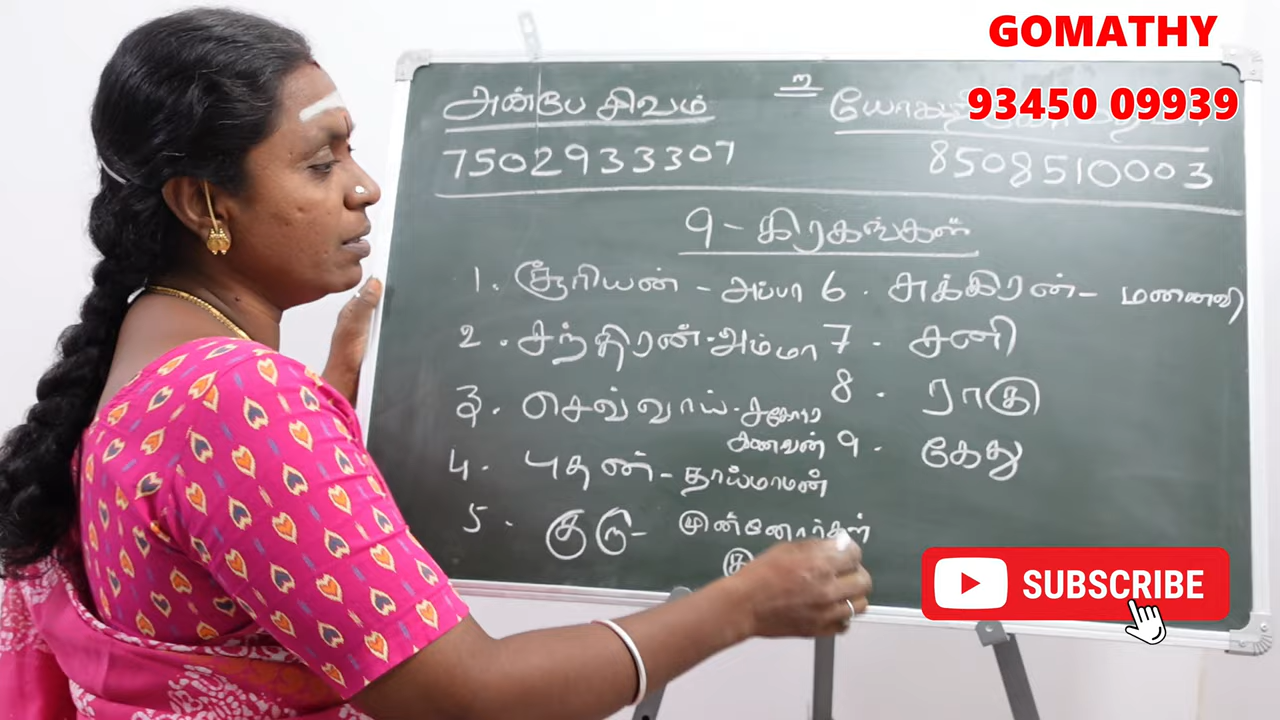 GOMATHY
93450 09939
உ
அன்பே சிவம்
7502933307
8508510003
9 - கிரகங்கள்
1. சூரியன் - அப்பா
2. சந்திரன் - அம்மா
3. செவ்வாய் - சகோர
கணவன்
4. புதன் - தாய்மாமன்
5. குரு - முன்னோர்கள்
கு
6. சுக்கிரன் - மனைவி
7. சனி
8. ராகு
9. கேது
SUBSCRIBE